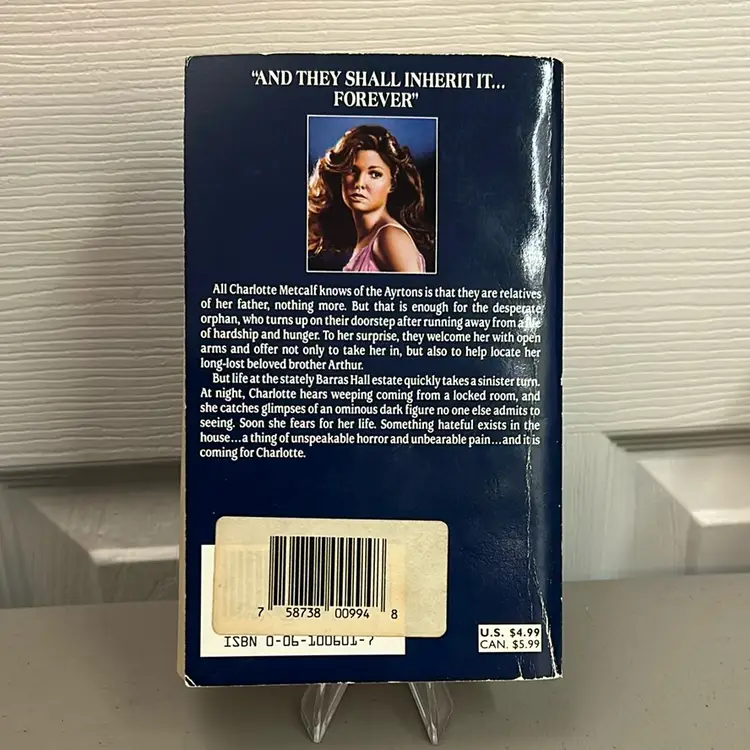 "AND THEY SHALL INHERIT IT...
FOREVER"
All Charlotte Metcalf knows of the Ayrtons is that they are relatives
of her father, nothing more. But that is enough for the desperate
orphan, who turns up on their doorstep after running away from a life
of hardship and hunger. To her surprise, they welcome her with open
arms and offer not only to take her in, but also to help locate her
long-lost beloved brother Arthur.
But life at the stately Barras Hall estate quickly takes a sinister turn.
At night, Charlotte hears weeping coming from a locked room, and
she catches glimpses of an ominous dark figure no one else admits to
seeing. Soon she fears for her life. Something hateful exists in the
house...a thing of unspeakable horror and unbearable pain...and it is
coming for Charlotte.
7 58738 00994 8
ISBN 0-06-100601-7
U.S. $4.99
CAN. $5.99